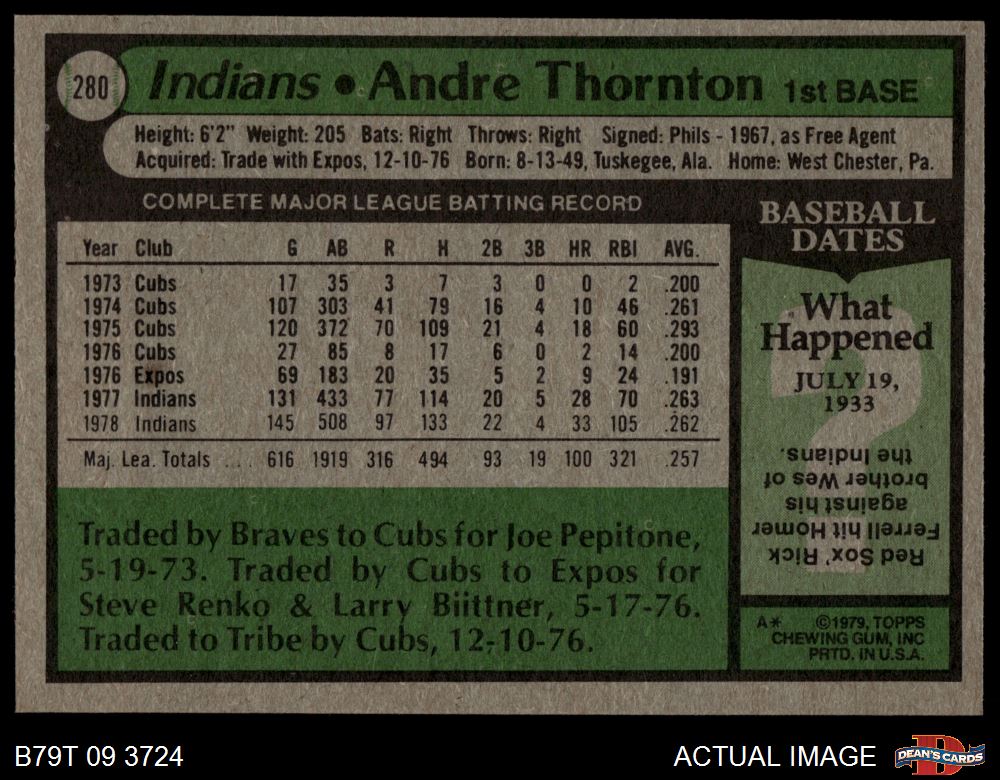 280 Indians • Andre Thornton 1st BASE
Height: 6'2" Weight: 205 Bats: Right Throws: Right Signed: Phils - 1967, as Free Agent
Acquired: Trade with Expos, 12-10-76 Born: 8-13-49, Tuskegee, Ala. Home: West Chester, Pa.
COMPLETE MAJOR LEAGUE BATTING RECORD
Year Club G AB R H 2B 3B HR RBI AVG.
1973 Cubs 17 35 3 7 3 0 0 2 .200
1974 Cubs 107 303 41 79 16 4 10 46 .261
1975 Cubs 120 372 70 109 21 4 18 60 .293
1976 Cubs 27 85 8 17 6 0 2 14 .200
1976 Expos 69 183 20 35 5 2 9 24 .191
1977 Indians 131 433 77 114 20 5 28 70 .263
1978 Indians 145 508 97 133 22 4 33 105 .262
Maj. Lea. Totals ... 616 1919 316 494 93 19 100 321 .257
Traded by Braves to Cubs for Joe Pepitone,
5-19-73. Traded by Cubs to Expos for
Steve Renko & Larry Biittner, 5-17-76.
Traded to Tribe by Cubs, 12-10-76.
BASEBALL
DATES
What
Happened
JULY 19,
1933
Red Sox' Rick
Ferrell hit Homer
against his
brother Wes of
the Indians.
A* ©1979, TOPPS
CHEWING GUM, INC
PRTD. IN U.S.A.
B79T 09 3724
ACTUAL IMAGE
D
DEAN'S CARDS